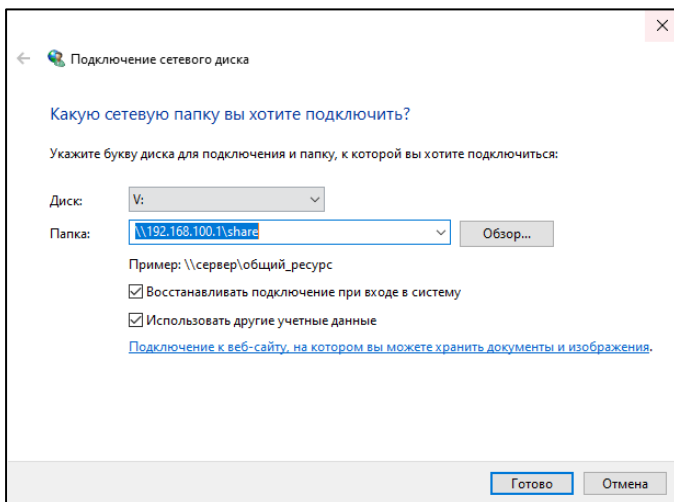 Подключение сетевого диска
Какую сетевую папку вы хотите подключить?
Укажите букву диска для подключения и папку, к которой вы хотите подключиться:
Диск: V:
Папка: \\192.168.100.1\share Обзор...
Пример: \\сервер\общий_ресурс
Восстанавливать подключение при входе в систему
Использовать другие учетные данные
Подключение к веб-сайту, на котором вы можете хранить документы и изображения.
Готово Отмена